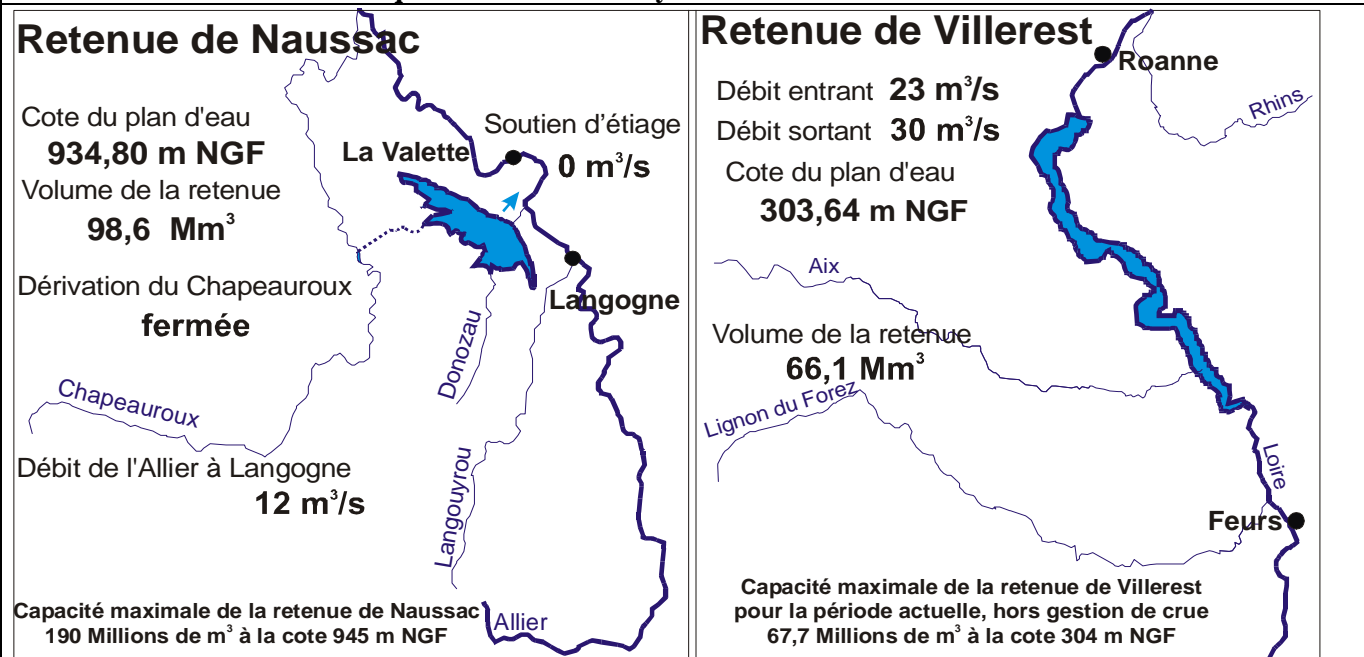 Retenue de Naussac
Cote du plan d'eau
934,80 m NGF
Volume de la retenue
98,6 Mm³
Dérivation du Chapeauroux
fermée
La Valette
Soutien d'étiage
0 m³/s
Langogne
Donozau
Chapeauroux
Langouyrou
Débit de l'Allier à Langogne
12 m³/s
Allier
Capacité maximale de la retenue de Naussac
190 Millions de m³ à la cote 945 m NGF
Retenue de Villerest
Roanne
Débit entrant 23 m³/s
Débit sortant 30 m³/s
Rhins
Cote du plan d'eau
303,64 m NGF
Aix
Volume de la retenue
66,1 Mm³
Lignon du Forez
Loire
Feurs
Capacité maximale de la retenue de Villerest
pour la période actuelle, hors gestion de crue
67,7 Millions de m³ à la cote 304 m NGF